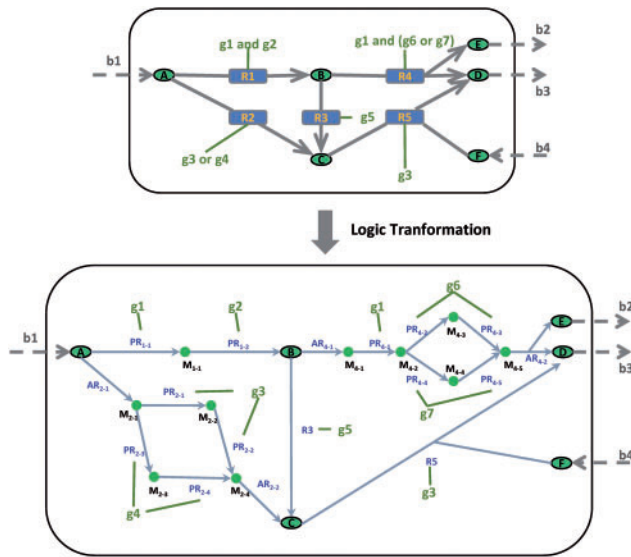 g1 and g2
g1 and (g6 or g7)
E
b2
b1
A
R1
B
R4
D
b3
R2
R3
g5
R5
g3 or g4
C
F
b4
g3
Logic Tranformation
g1
g2
g1
g6
b1
A
PR1-1
M1-1
PR1-2
B
AR4-1
M4-1
PR4-1
M4-2
PR4-2
M4-3
PR4-3
M4-5
AR4-2
E
b2
D
b3
PR4-4
M4-4
PR4-5
g7
AR2-1
M2-1
PR2-1
M2-2
g3
PR2-2
PR2-3
M2-3
PR2-4
M2-4
AR2-2
g4
R3
g5
R5
g3
F
b4
C